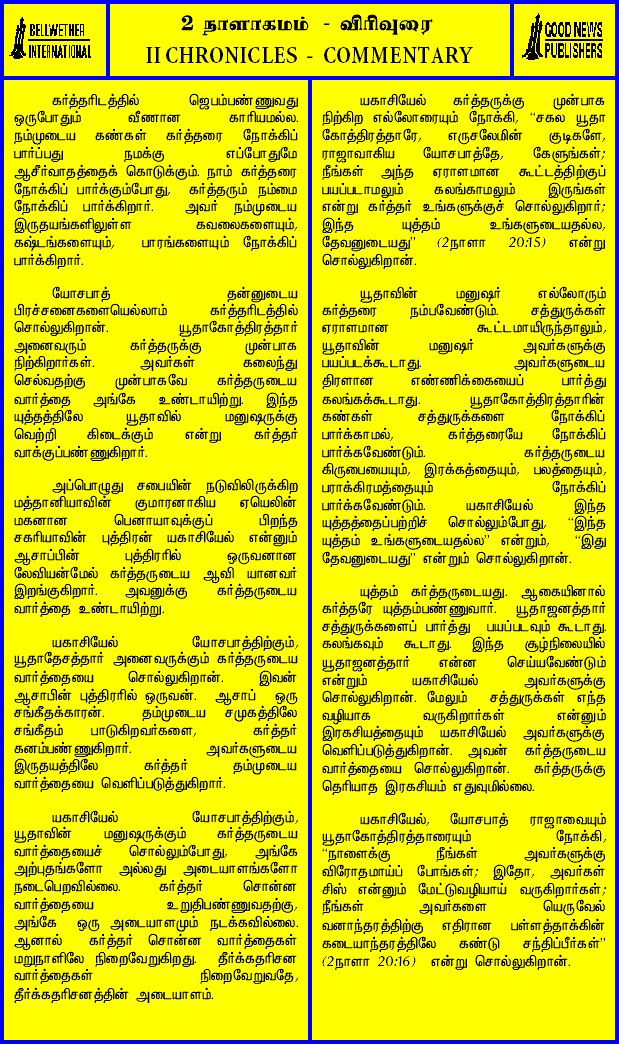 BELLWETHER
INTERNATIONAL
2 நாளாகமம் - விரிவுரை
II CHRONICLES - COMMENTARY
GOOD NEWS
PUBLISHERS
கர்த்தரிடத்தில் ஜெபம்பண்ணுவது
ஒருபோதும் வீணான காரியமல்ல.
நம்முடைய கண்கள் கர்த்தரை நோக்கிப்
பார்ப்பது நமக்கு எப்போதுமே
ஆசீர்வாதத்தைக் கொடுக்கும். நாம் கர்த்தரை
நோக்கிப் பார்க்கும்போது, கர்த்தரும் நம்மை
நோக்கிப் பார்க்கிறார். அவர் நம்முடைய
இருதயங்களிலுள்ள கவலைகளையும்,
கஷ்டங்களையும், பாரங்களையும் நோக்கிப்
பார்க்கிறார்.
யோசபாத் தன்னுடைய
பிரச்சனைகளையெல்லாம் கர்த்தரிடத்தில்
சொல்லுகிறான். யூதாகோத்திரத்தார்
அனைவரும் கர்த்தருக்கு முன்பாக
நிற்கிறார்கள். அவர்கள் கலைந்து
செல்வதற்கு முன்பாகவே கர்த்தருடைய
வார்த்தை அங்கே உண்டாயிற்று. இந்த
யுத்தத்திலே யூதாவில் மனுஷருக்கு
வெற்றி கிடைக்கும் என்று கர்த்தர்
வாக்குப்பண்ணுகிறார்.
அப்பொழுது சபையின் நடுவிலிருக்கிற
மத்தானியாவின் குமாரனாகிய ஏயெலின்
மகனான பெனாயாவுக்குப் பிறந்த
சகரியாவின் புத்திரன் யகாசியேல் என்னும்
ஆசாப்பின் புத்திரரில் ஒருவனான
லேவியன்மேல் கர்த்தருடைய ஆவி யானவர்
இறங்குகிறார். அவனுக்கு கர்த்தருடைய
வார்த்தை உண்டாயிற்று.
யகாசியேல் யோசபாத்திற்கும்,
யூதாதேசத்தார் அனைவருக்கும் கர்த்தருடைய
வார்த்தையை சொல்லுகிறான். இவன்
ஆசாபின் புத்திரரில் ஒருவன். ஆசாப் ஒரு
சங்கீதக்காரன். தம்முடைய சமுகத்திலே
சங்கீதம் பாடுகிறவர்களை, கர்த்தர்
கனம்பண்ணுகிறார். அவர்களுடைய
இருதயத்திலே கர்த்தர் தம்முடைய
வார்த்தையை வெளிப்படுத்துகிறார்.
யகாசியேல் யோசபாத்திற்கும்,
யூதாவின் மனுஷருக்கும் கர்த்தருடைய
வார்த்தையைச் சொல்லும்போது, அங்கே
அற்புதங்களோ அல்லது அடையாளங்களோ
நடைபெறவில்லை. கர்த்தர் சொன்ன
வார்த்தையை உறுதிபண்ணுவதற்கு,
அங்கே ஒரு அடையாளமும் நடக்கவில்லை.
ஆனால் கர்த்தர் சொன்ன வார்த்தைகள்
மறுநாளிலே நிறைவேறுகிறது. தீர்க்கதரிசன
வார்த்தைகள் நிறைவேறுவதே,
தீர்க்கதரிசனத்தின் அடையாளம்.
யகாசியேல் கர்த்தருக்கு முன்பாக
நிற்கிற எல்லோரையும் நோக்கி, “சகல யூதா
கோத்திரத்தாரே, எருசலேமின் குடிகளே,
ராஜாவாகிய யோசபாத்தே, கேளுங்கள்;
நீங்கள் அந்த ஏராளமான கூட்டத்திற்குப்
பயப்படாமலும் கலங்காமலும் இருங்கள்
என்று கர்த்தர் உங்களுக்குச் சொல்லுகிறார்;
இந்த யுத்தம் உங்களுடையதல்ல,
தேவனுடையது” (2நாளா 20:15) என்று
சொல்லுகிறான்.
யூதாவின் மனுஷர் எல்லோரும்
கர்த்தரை நம்பவேண்டும். சத்துருக்கள்
ஏராளமான கூட்டமாயிருந்தாலும்,
யூதாவின் மனுஷர் அவர்களுக்கு
பயப்படக்கூடாது. அவர்களுடைய
திரளான எண்ணிக்கையைப் பார்த்து
கலங்கக்கூடாது. யூதாகோத்திரத்தாரின்
கண்கள் சத்துருக்களை நோக்கிப்
பார்க்காமல், கர்த்தரையே நோக்கிப்
பார்க்கவேண்டும். கர்த்தருடைய
கிருபையையும், இரக்கத்தையும், பலத்தையும்,
பராக்கிரமத்தையும் நோக்கிப்
பார்க்கவேண்டும். யகாசியேல் இந்த
யுத்தத்தைப்பற்றிச் சொல்லும்போது, “இந்த
யுத்தம் உங்களுடையதல்ல” என்றும், “இது
தேவனுடையது” என்றும் சொல்லுகிறான்.
யுத்தம் கர்த்தருடையது. ஆகையினால்
கர்த்தரே யுத்தம்பண்ணுவார். யூதாஜனத்தார்
சத்துருக்களைப் பார்த்து பயப்படவும் கூடாது.
கலங்கவும் கூடாது. இந்த சூழ்நிலையில்
யூதாஜனத்தார் என்ன செய்யவேண்டும்
என்றும் யகாசியேல் அவர்களுக்கு
சொல்லுகிறான். மேலும் சத்துருக்கள் எந்த
வழியாக வருகிறார்கள் என்னும்
இரகசியத்தையும் யகாசியேல் அவர்களுக்கு
வெளிப்படுத்துகிறான். அவன் கர்த்தருடைய
வார்த்தையை சொல்லுகிறான். கர்த்தருக்கு
தெரியாத இரகசியம் எதுவுமில்லை.
யகாசியேல், யோசபாத் ராஜாவையும்
யூதாகோத்திரத்தாரையும் நோக்கி,
“நாளைக்கு நீங்கள் அவர்களுக்கு
விரோதமாய்ப் போங்கள்; இதோ, அவர்கள்
சிஸ் என்னும் மேட்டுவழியாய் வருகிறார்கள்;
நீங்கள் அவர்களை யெருவேல்
வனாந்தரத்திற்கு எதிரான பள்ளத்தாக்கின்
கடையாந்தரத்திலே கண்டு சந்திப்பீர்கள்”
(2நாளா 20:16) என்று சொல்லுகிறான்.